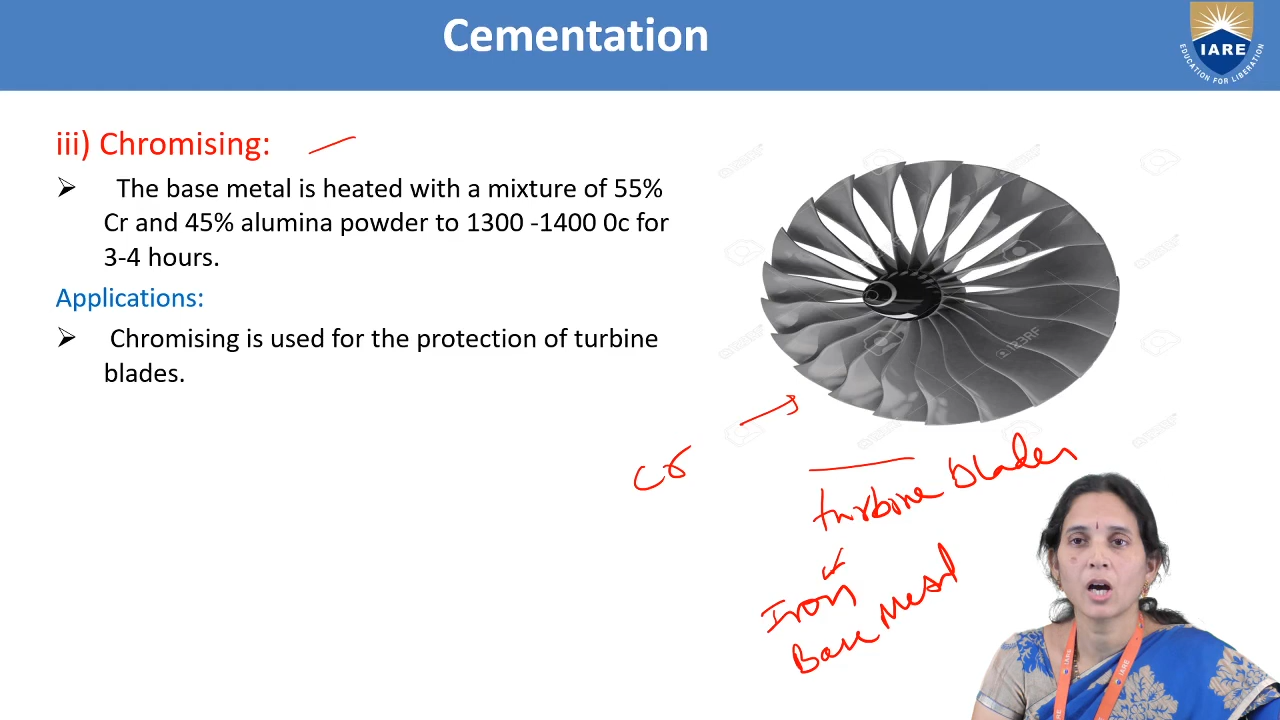 Cementation
IARE
EDUCATION FOR LIBERATION
iii) Chromising:
➢ The base metal is heated with a mixture of 55%
Cr and 45% alumina powder to 1300 -1400 0c for
3-4 hours.
Applications:
➢ Chromising is used for the protection of turbine
blades.
123RF
Cr
turbine blades
Iron
Base Metal
IARE